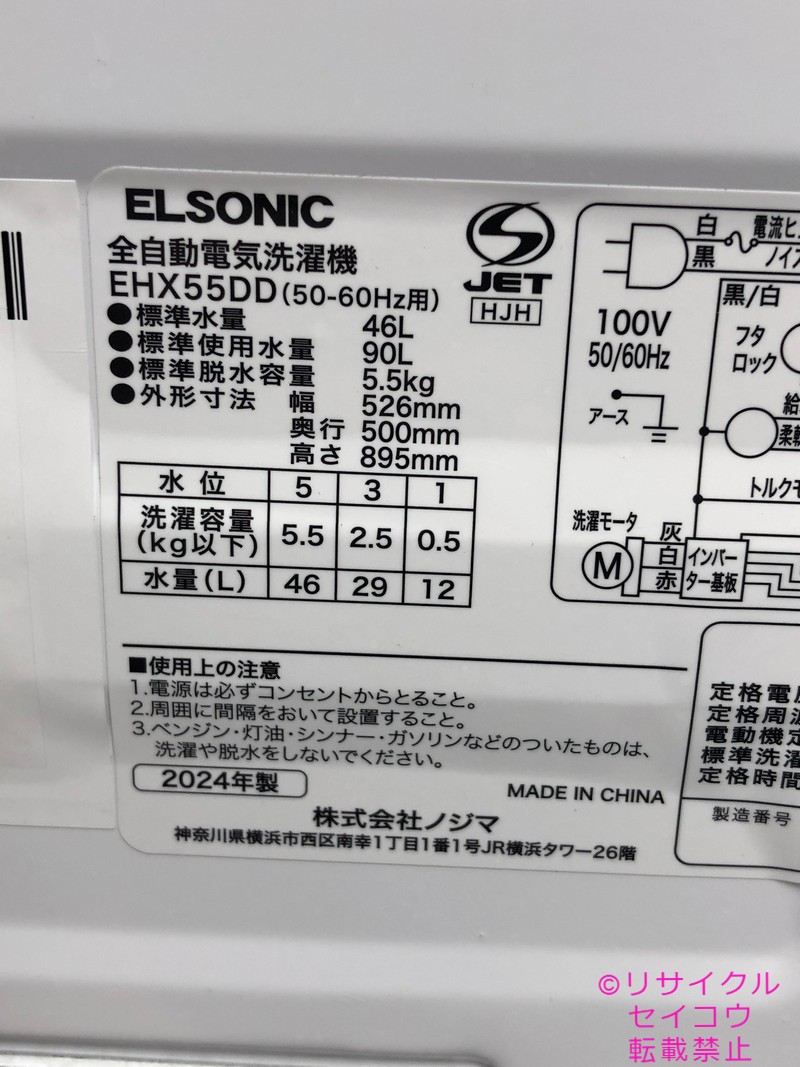 ELSONIC
全自動電気洗濯機
EHX55DD(50-60Hz用)
●標準水量 46L
●標準使用水量 90L
●標準脱水容量 5.5kg
●外形寸法 幅 526mm
奥行 500mm
高さ 895mm
JET
HJH
水位 5 3 1
洗濯容量(kg以下) 5.5 2.5 0.5
水量(L) 46 29 12
白
黒
100V
50/60Hz
アース
黒/白
フタ
ロック
洗濯モータ
M
灰
白
赤
インバー
ター基板
■使用上の注意
1.電源は必ずコンセントからとること。
2.周囲に間隔をおいて設置すること。
3.ベンジン・灯油・シンナー・ガソリンなどのついたものは、
洗濯や脱水をしないでください。
2024年製
MADE IN CHINA
株式会社ノジマ
神奈川県横浜市西区南幸1丁目1番1号JR横浜タワー26階
製造番号
©リサイクル
セイコウ
転載禁止